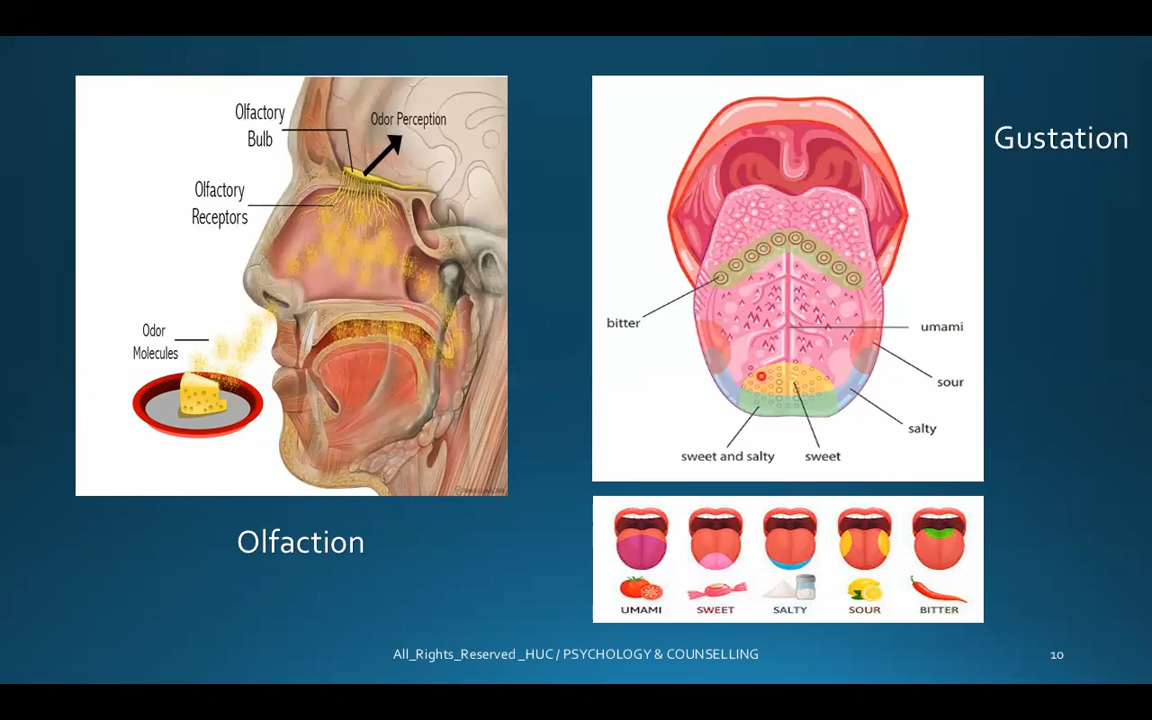 Olfactory
Bulb
Odor Perception
Olfactory
Receptors
Odor
Molecules
Olfaction
Gustation
bitter
umami
sour
salty
sweet and salty
sweet
UMAMI
SWEET
SALTY
SOUR
BITTER
All_Rights_Reserved _HUC / PSYCHOLOGY & COUNSELLING
10